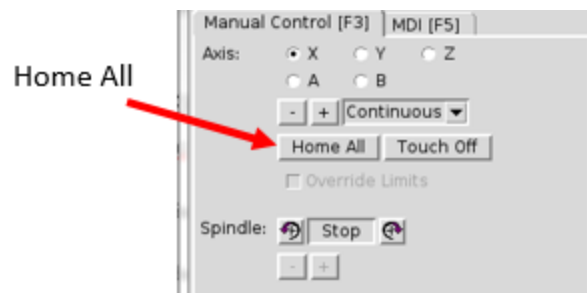 Manual Control [F3] MDI [F5]
Axis: X Y Z
Home All
A B
- + Continuous
Home All Touch Off
Override Limits
Spindle: Stop
- +